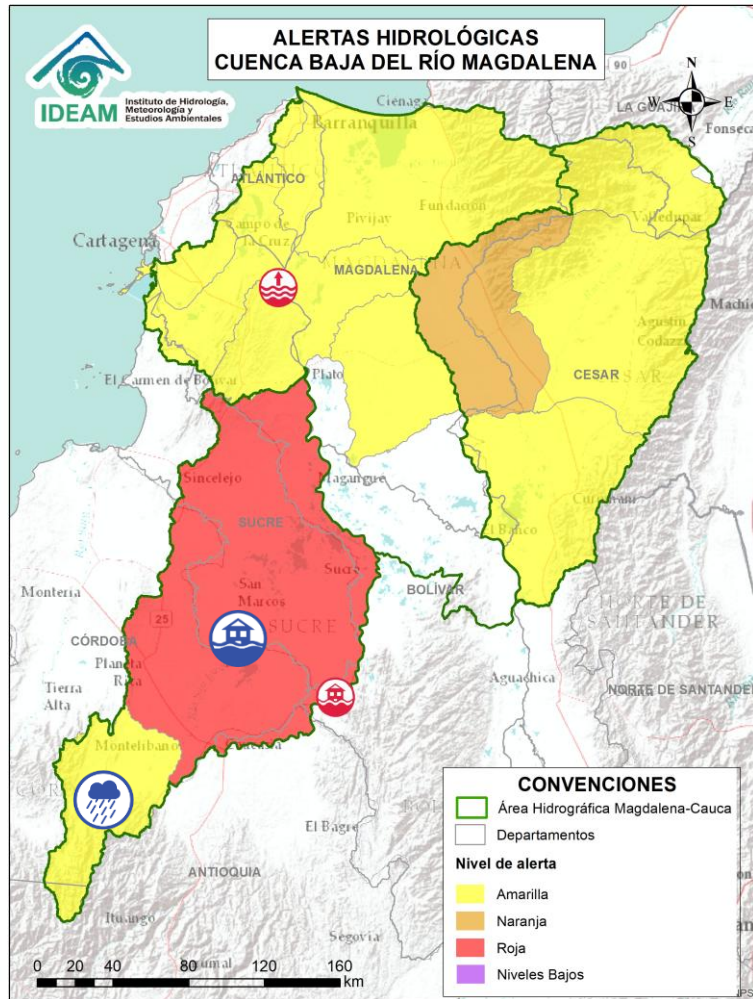 ALERTAS HIDROLÓGICAS
CUENCA BAJA DEL RÍO MAGDALENA
IDEAM
Instituto de Hidrología,
Meteorología y
Estudios Ambientales
90
N
W E
S
Ciénaga
Barranquilla
LA GUAJI
Fonseca
ATLÁNTICO
Campo de
la Cruz
Pivijay
Fundación
Valledupar
Cartagena
MAGDALENA
Machi
Agustín
Codazzi
El Carmen de Bolívar
Plato
CESAR
Sincelejo
Magangue
SUCRE
El Banco
Sucre
Montería
San
Marcos
SUCRE
BOLÍVAR
NORTE DE
SANTANDER
25
CÓRDOBA
Planeta
Rica
Tierra
Alta
Aguachica
NORTE DE SANTANDER
Montelibano
El Bagre
ANTIOQUIA
Ituango
Segovia
CONVENCIONES
Área Hidrográfica Magdalena-Cauca
Departamentos
Nivel de alerta
Amarilla
Naranja
Roja
Niveles Bajos
0 20 40 80 120 160
km